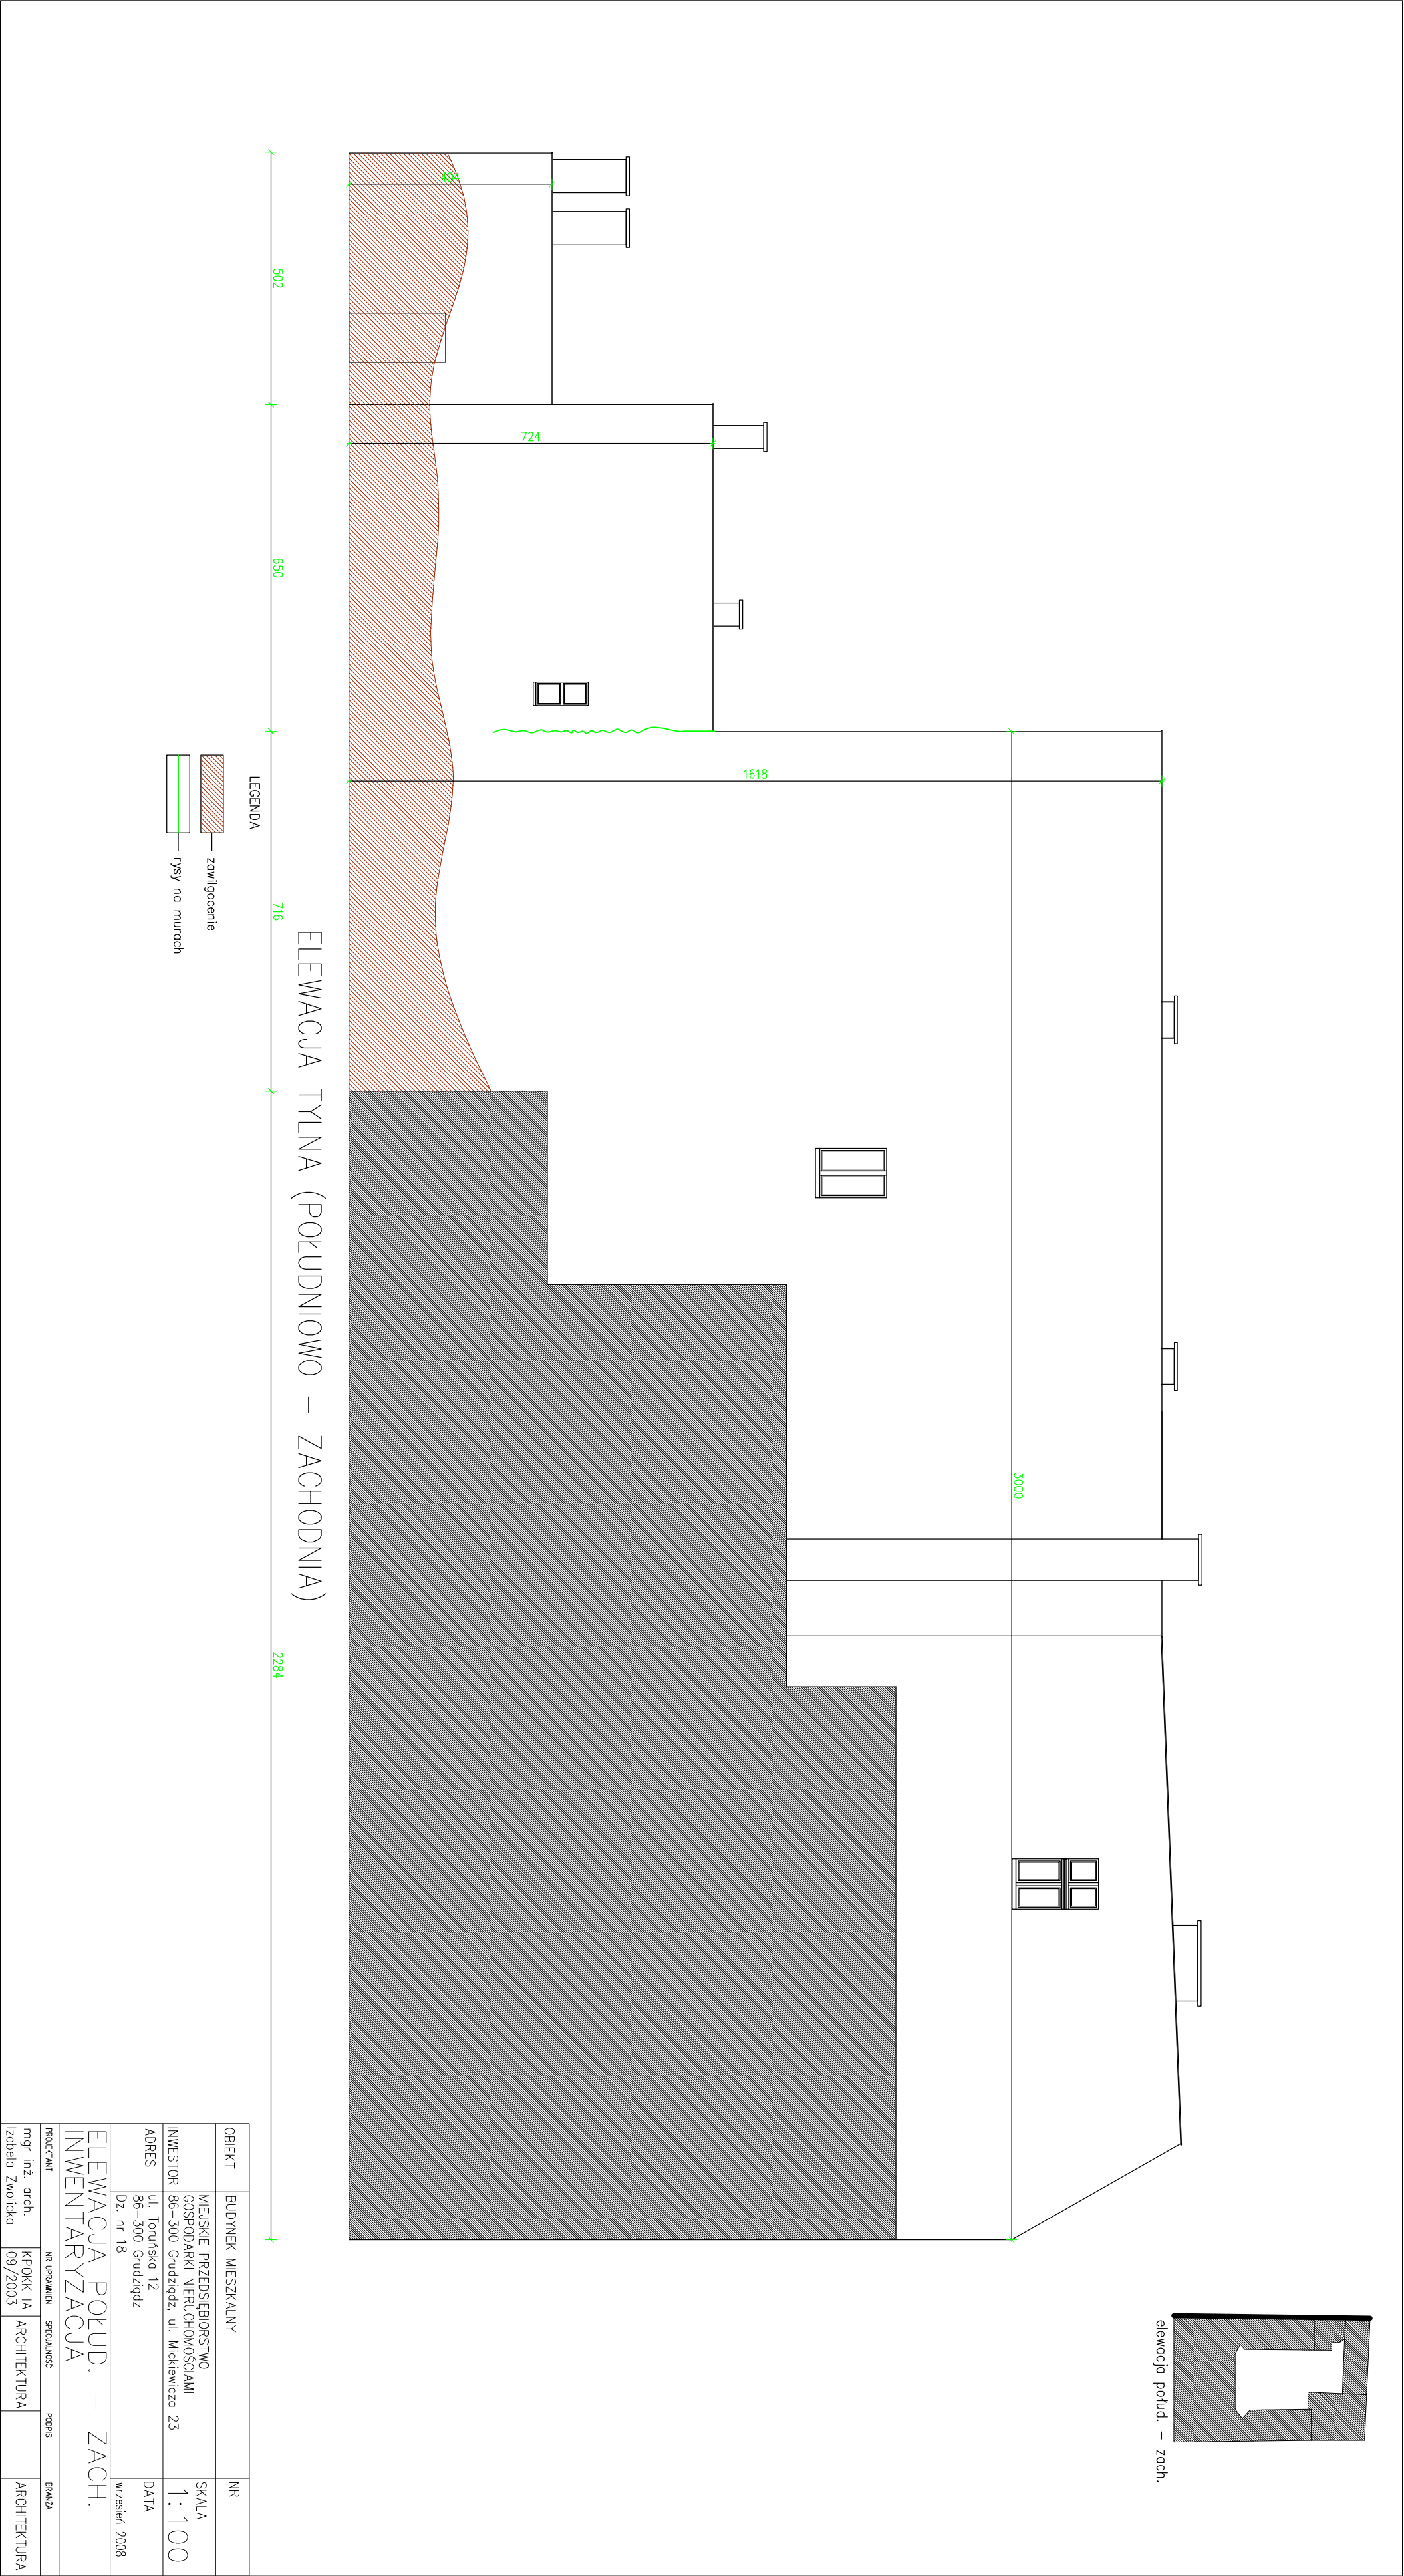 elewacja połud. – zach.
3000
1618
724
402
502
650
716
2284
ELEWACJA TYLNA (POŁUDNIOWO – ZACHODNIA)
LEGENDA
zawilgocenie
rysy na murach
OBIEKT BUDYNEK MIESZKALNY NR
INWESTOR MIEJSKIE PRZEDSIĘBIORSTWO
GOSPODARKI NIERUCHOMOŚCIAMI
86–300 Grudziądz, ul. Mickiewicza 23
SKALA
1:100
ADRES ul. Toruńska 12
86–300 Grudziądz
Dz. nr 18
DATA
wrzesień 2008
ELEWACJA POŁUD. – ZACH.
INWENTARYZACJA
PROJEKTANT NR UPRAWNIEŃ SPECJALNOŚĆ PODPIS BRANŻA
mgr inż. arch.
Izabela Zwolicka
KPOKK IA
09/2003
ARCHITEKTURA ARCHITEKTURA